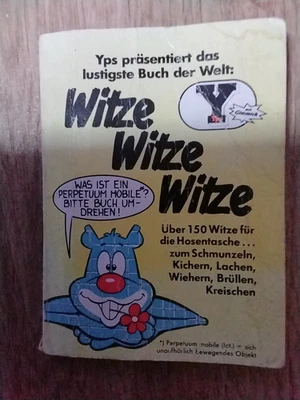 Yps präsentiert das
lustigste Buch der Welt:
Witze
Witze
Witze
Y
mit
Gimmick
WAS IST EIN
PERPETUUM MOBILE*?
BITTE BUCH UM-
DREHEN!
Über 150 Witze für
die Hosentasche...
zum Schmunzeln,
Kichern, Lachen,
Wiehern, Brüllen,
Kreischen
*) Perpetuum mobile (lat.) = sich
unaufhörlich bewegendes Objekt